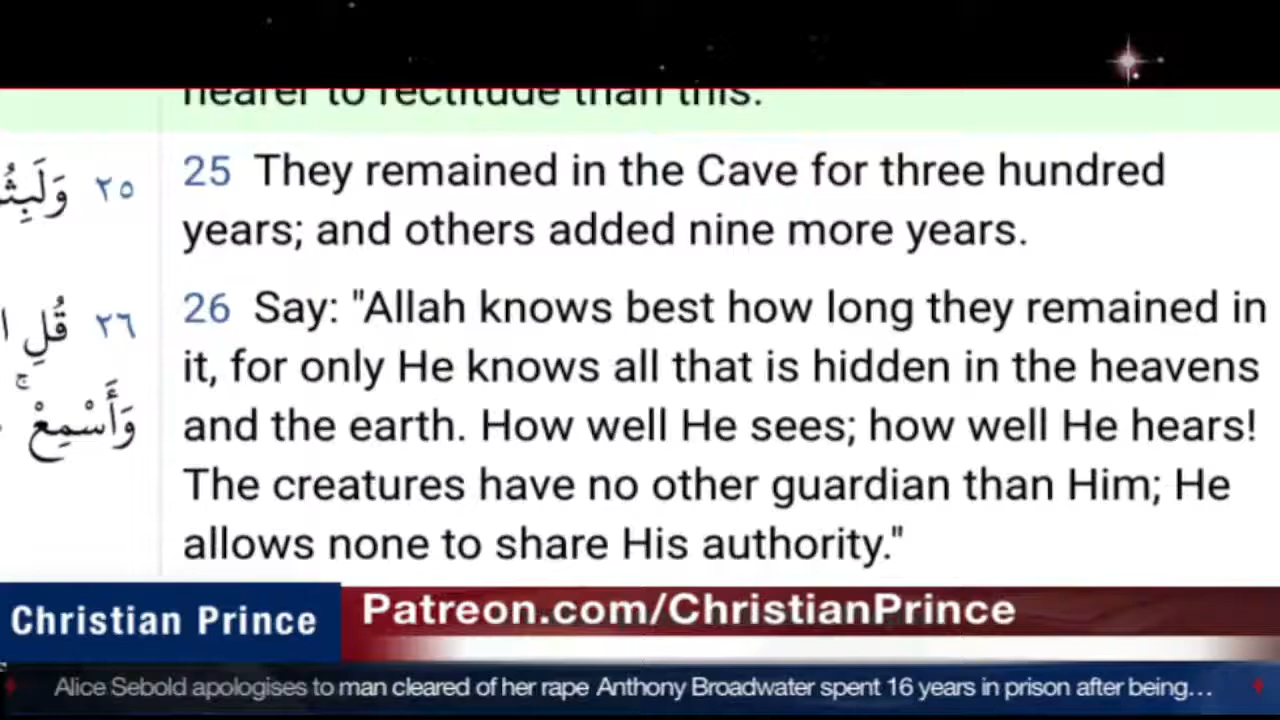 nearer to rectitude than this.
25 They remained in the Cave for three hundred
years; and others added nine more years.
26 Say: "Allah knows best how long they remained in
it, for only He knows all that is hidden in the heavens
and the earth. How well He sees; how well He hears!
The creatures have no other guardian than Him; He
allows none to share His authority."
٢٥
٢٦ قُلِ
وَأَسْمِعْ ۚ
Christian Prince
Patreon.com/ChristianPrince
Alice Sebold apologises to man cleared of her rape Anthony Broadwater spent 16 years in prison after being...